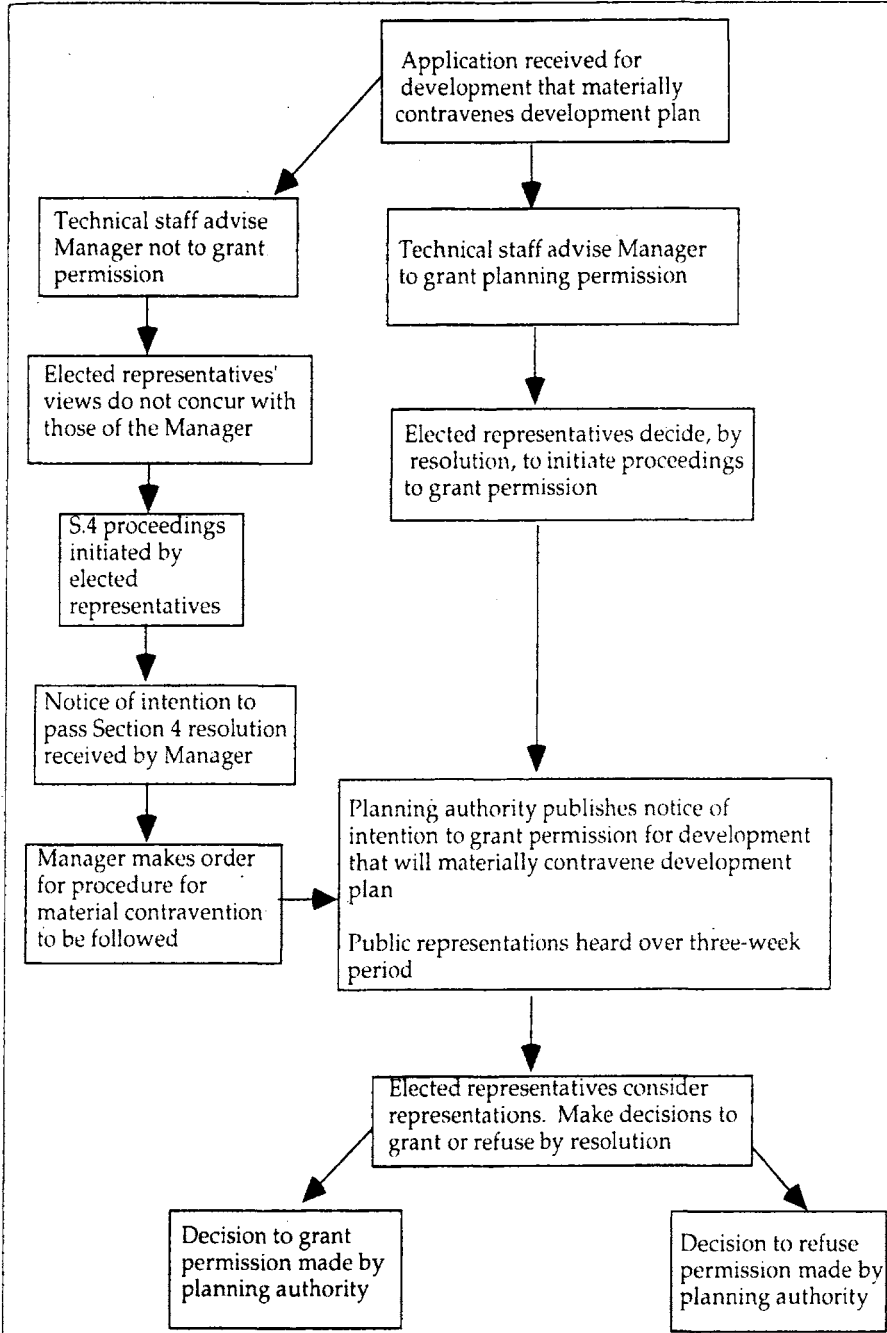 Application received for
development that materially
contravenes development plan
Technical staff advise
Manager not to grant
permission
Technical staff advise Manager
to grant planning permission
Elected representatives'
views do not concur with
those of the Manager
Elected representatives decide, by
resolution, to initiate proceedings
to grant permission
S.4 proceedings
initiated by
elected
representatives
Notice of intention to
pass Section 4 resolution
received by Manager
Manager makes order
for procedure for
material contravention
to be followed
Planning authority publishes notice of
intention to grant permission for development
that will materially contravene development
plan
Public representations heard over three-week
period
Elected representatives consider
representations. Make decisions to
grant or refuse by resolution
Decision to grant
permission made by
planning authority
Decision to refuse
permission made by
planning authority